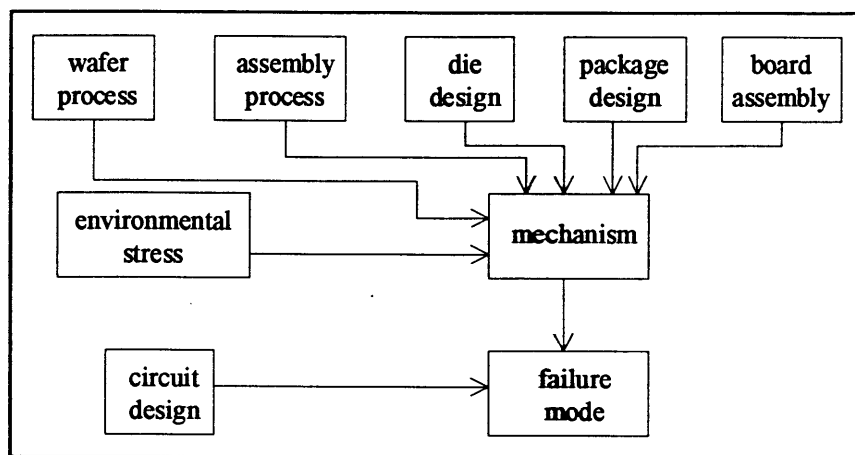 wafer
process
assembly
process
die
design
package
design
board
assembly
environmental
stress
mechanism
circuit
design
failure
mode